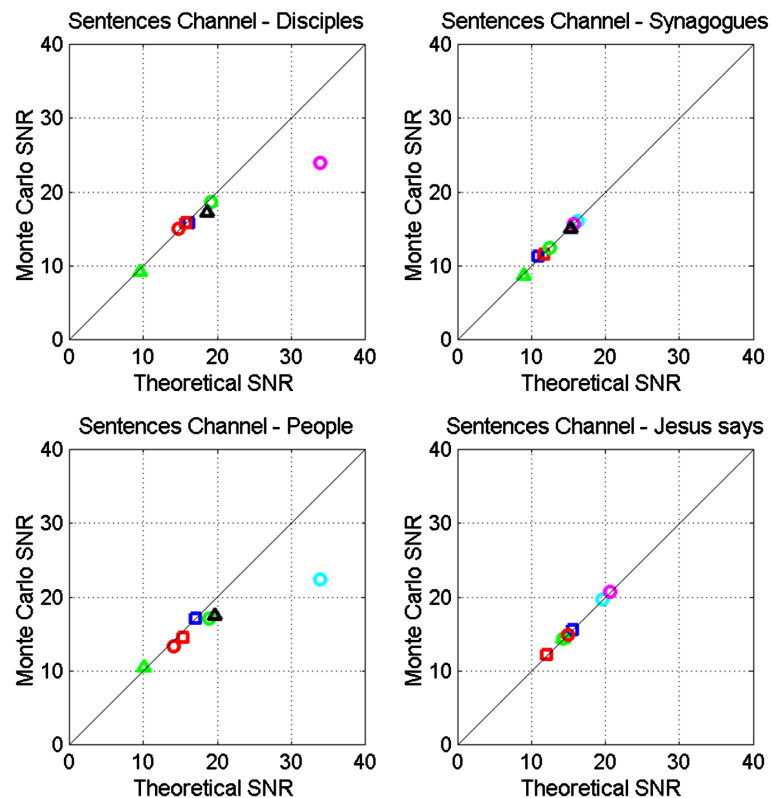 Sentences Channel - Disciples
40
30
20
10
0
Monte Carlo SNR
0 10 20 30 40
Theoretical SNR
Sentences Channel - Synagogues
40
30
20
10
0
Monte Carlo SNR
0 10 20 30 40
Theoretical SNR
Sentences Channel - People
40
30
20
10
0
Monte Carlo SNR
0 10 20 30 40
Theoretical SNR
Sentences Channel - Jesus says
40
30
20
10
0
Monte Carlo SNR
0 10 20 30 40
Theoretical SNR